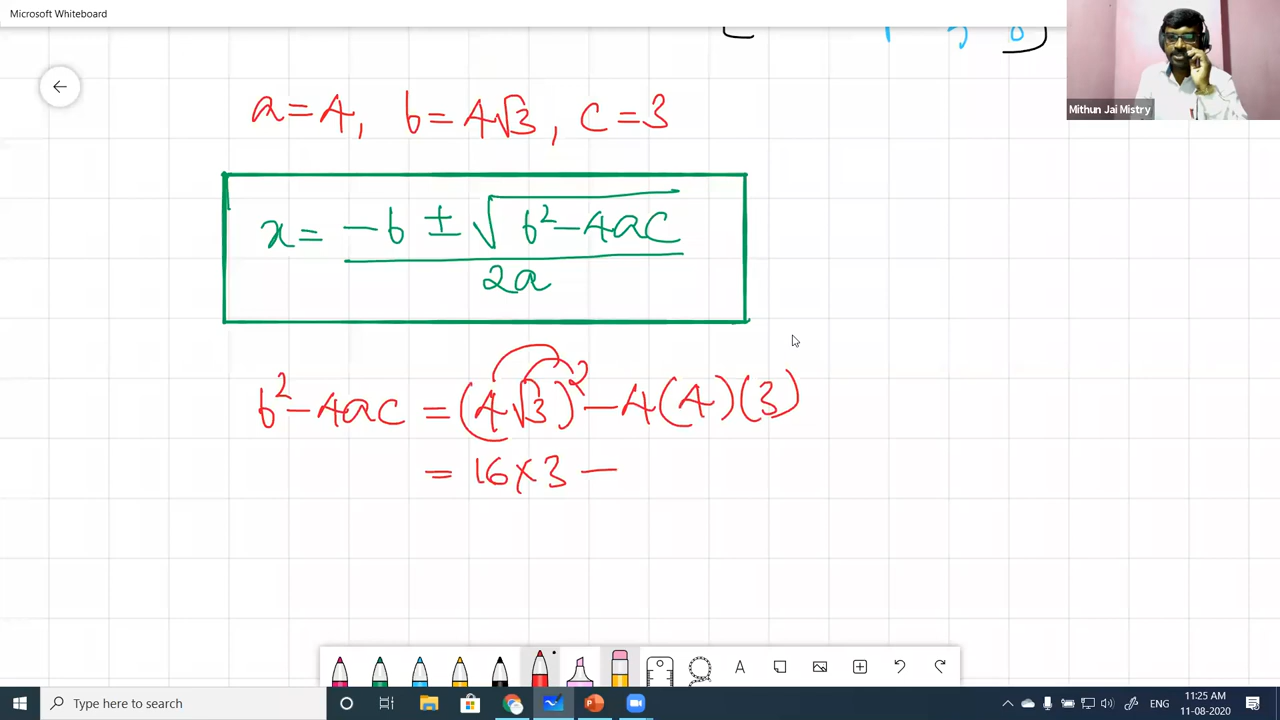 Microsoft Whiteboard
Mithun Jai Mistry
a = 4, b = 4√3, c = 3
x = -b ± √b²-4ac
2a
b²-4ac = (4√3)² - 4(4)(3)
= 16×3 -
A
Type here to search
ENG
11:25 AM
11-08-2020